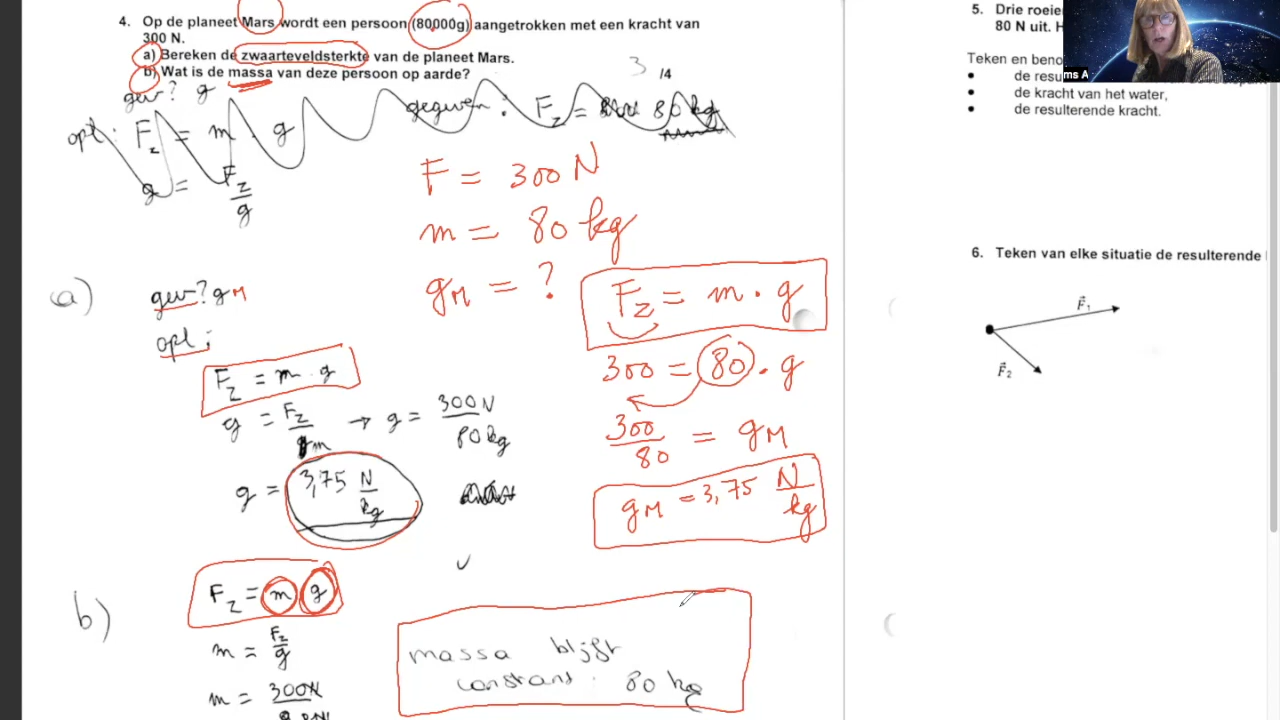 4. Op de planeet Mars wordt een persoon (80,000g) aangetrokken met een kracht van
300 N.
a) Bereken de zwaarteveldsterkte van de planeet Mars.
b) Wat is de massa van deze persoon op aarde?
3 /4
gev? g
gegeven : Fz = 80 kg
opl : Fz = m . g
g = Fz/g
F = 300 N
m = 80 kg
gM = ?
Fz = m . g
300 = 80 . g
300/80 = gM
gM = 3,75 N/kg
a)
gev? gM
opl :
Fz = m . g
g = Fz/m → g = 300N/80kg
g = 3,75 N/kg
b)
Fz = m g
m = Fz/g
m = 300N
massa blijft
constant : 80 kg
5. Drie roeie
80 N uit. H
Teken en beno
• de resu
• de kracht van het water,
• de resulterende kracht.
ms A
6. Teken van elke situatie de resulterende
F₁
F₂